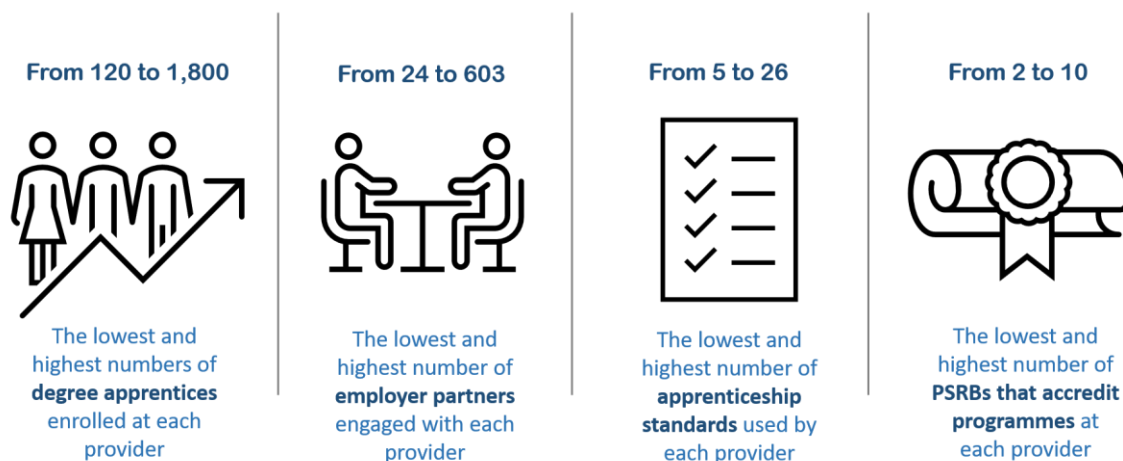 From 120 to 1,800
The lowest and
highest numbers of
degree apprentices
enrolled at each
provider
From 24 to 603
The lowest and
highest number of
employer partners
engaged with each
provider
From 5 to 26
The lowest and
highest number of
apprenticeship
standards used by
each provider
From 2 to 10
The lowest and
highest number of
PSRBs that accredit
programmes at
each provider